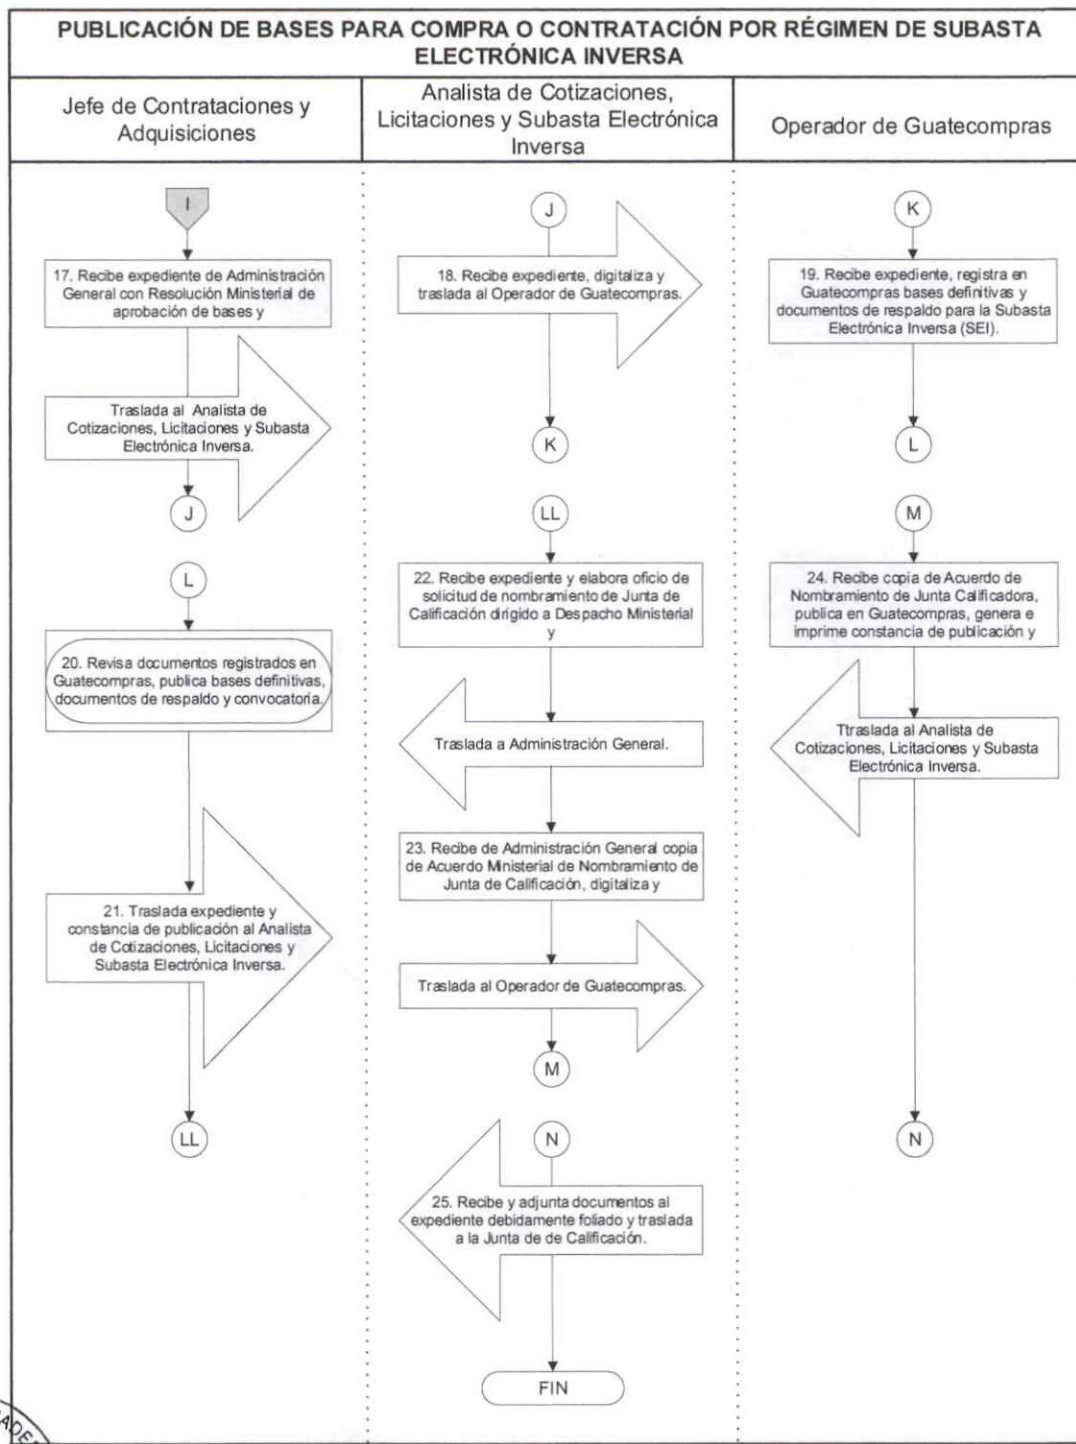 PUBLICACIÓN DE BASES PARA COMPRA O CONTRATACIÓN POR RÉGIMEN DE SUBASTA
ELECTRÓNICA INVERSA
Jefe de Contrataciones y
Adquisiciones
Analista de Cotizaciones,
Licitaciones y Subasta Electrónica
Inversa
Operador de Guatecompras
I
17. Recibe expediente de Administración
General con Resolución Ministerial de
aprobación de bases y
Traslada al Analista de
Cotizaciones, Licitaciones y Subasta
Electrónica Inversa.
J
L
20. Revisa documentos registrados en
Guatecompras, publica bases definitivas,
documentos de respaldo y convocatoria.
21. Traslada expediente y
constancia de publicación al Analista
de Cotizaciones, Licitaciones y
Subasta Electrónica Inversa.
LL
J
18. Recibe expediente, digitaliza y
traslada al Operador de Guatecompras.
K
LL
22. Recibe expediente y elabora oficio de
solicitud de nombramiento de Junta de
Calificación dirigido a Despacho Ministerial
y
Traslada a Administración General.
23. Recibe de Administración General copia
de Acuerdo Ministerial de Nombramiento de
Junta de Calificación, digitaliza y
Traslada al Operador de Guatecompras.
M
N
25. Recibe y adjunta documentos al
expediente debidamente foliado y traslada
a la Junta de de Calificación.
FIN
K
19. Recibe expediente, registra en
Guatecompras bases definitivas y
documentos de respaldo para la Subasta
Electrónica Inversa (SEI).
L
M
24. Recibe copia de Acuerdo de
Nombramiento de Junta Calificadora,
publica en Guatecompras, genera e
imprime constancia de publicación y
Ttraslada al Analista de
Cotizaciones, Licitaciones y Subasta
Electrónica Inversa.
N